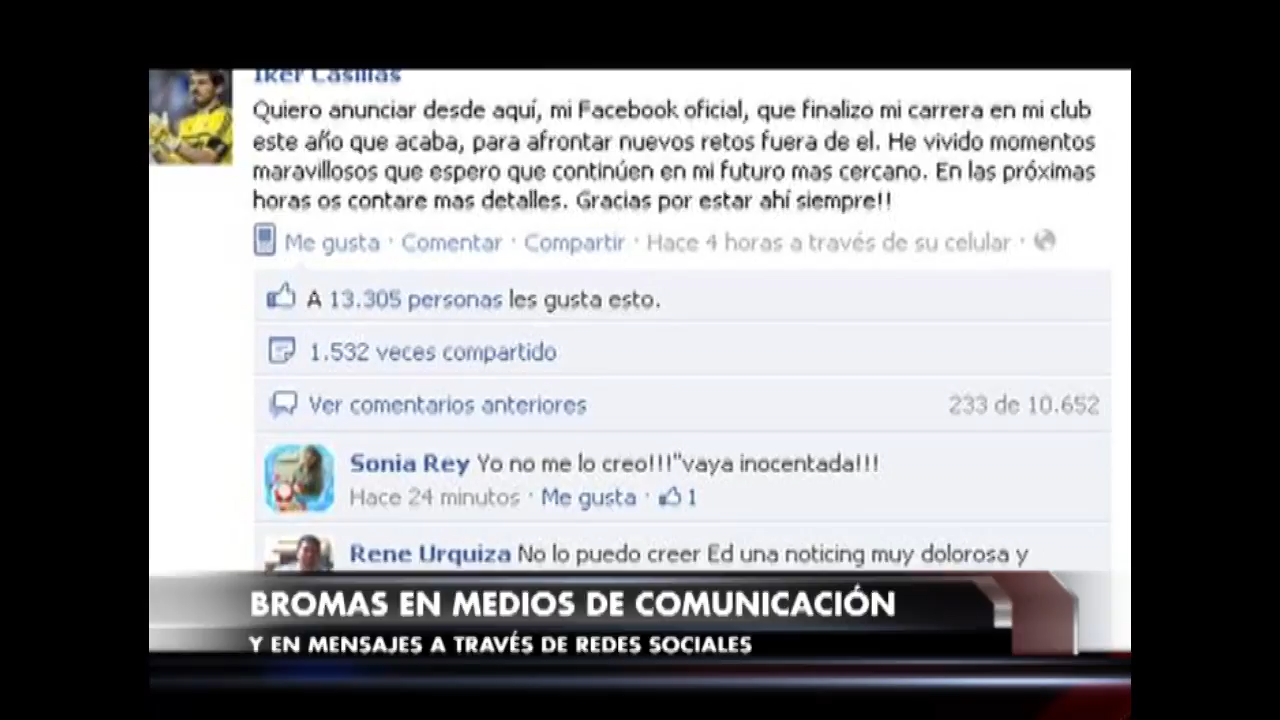 Iker Casillas
Quiero anunciar desde aquí, mi Facebook oficial, que finalizo mi carrera en mi club
este año que acaba, para afrontar nuevos retos fuera de el. He vivido momentos
maravillosos que espero que continúen en mi futuro mas cercano. En las próximas
horas os contare mas detalles. Gracias por estar ahí siempre!!
Me gusta · Comentar · Compartir · Hace 4 horas a través de su celular ·
A 13.305 personas les gusta esto.
1.532 veces compartido
Ver comentarios anteriores 233 de 10.652
Sonia Rey Yo no me lo creo!!!"vaya inocentada!!!
Hace 24 minutos · Me gusta · 1
Rene Urquiza No lo puedo creer Ed una noticing muy dolorosa y
BROMAS EN MEDIOS DE COMUNICACIÓN
Y EN MENSAJES A TRAVÉS DE REDES SOCIALES